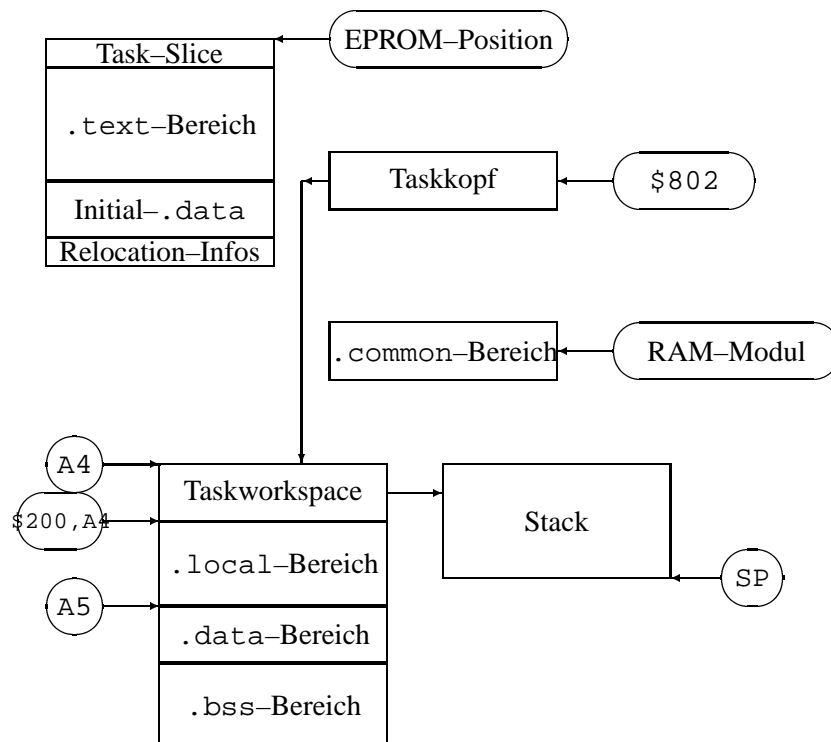 EPROM–Position
Task–Slice
.text–Bereich
Taskkopf
$802
Initial–.data
Relocation–Infos
.common–Bereich
RAM–Modul
A4
Taskworkspace
$200,A4
Stack
.local–Bereich
SP
A5
.data–Bereich
.bss–Bereich